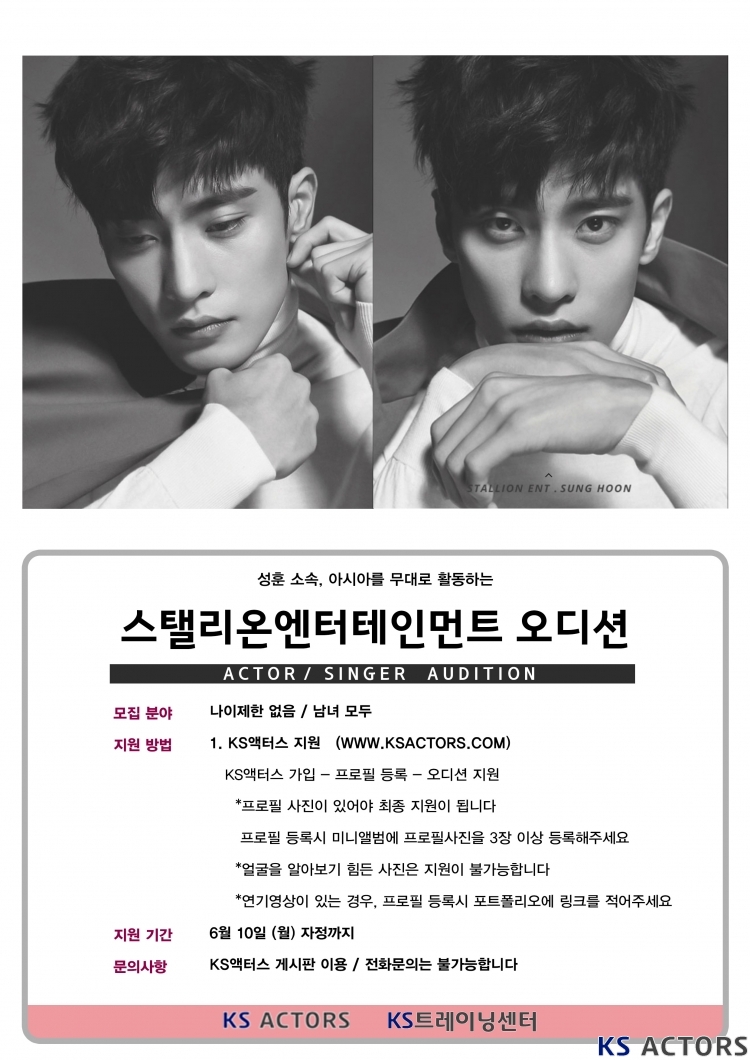 STALLION ENT . SUNG HOON
성훈 소속, 아시아를 무대로 활동하는
스탤리온엔터테인먼트 오디션
ACTOR / SINGER AUDITION
모집 분야 나이제한 없음 / 남녀 모두
지원 방법 1. KS액터스 지원 (WWW.KSACTORS.COM)
KS액터스 가입 – 프로필 등록 – 오디션 지원
*프로필 사진이 있어야 최종 지원이 됩니다
프로필 등록시 미니앨범에 프로필사진을 3장 이상 등록해주세요
*얼굴을 알아보기 힘든 사진은 지원이 불가능합니다
*연기영상이 있는 경우, 프로필 등록시 포트폴리오에 링크를 적어주세요
지원 기간 6월 10일 (월) 자정까지
문의사항 KS액터스 게시판 이용 / 전화문의는 불가능합니다
KS ACTORS KS트레이닝센터
KS ACTORS